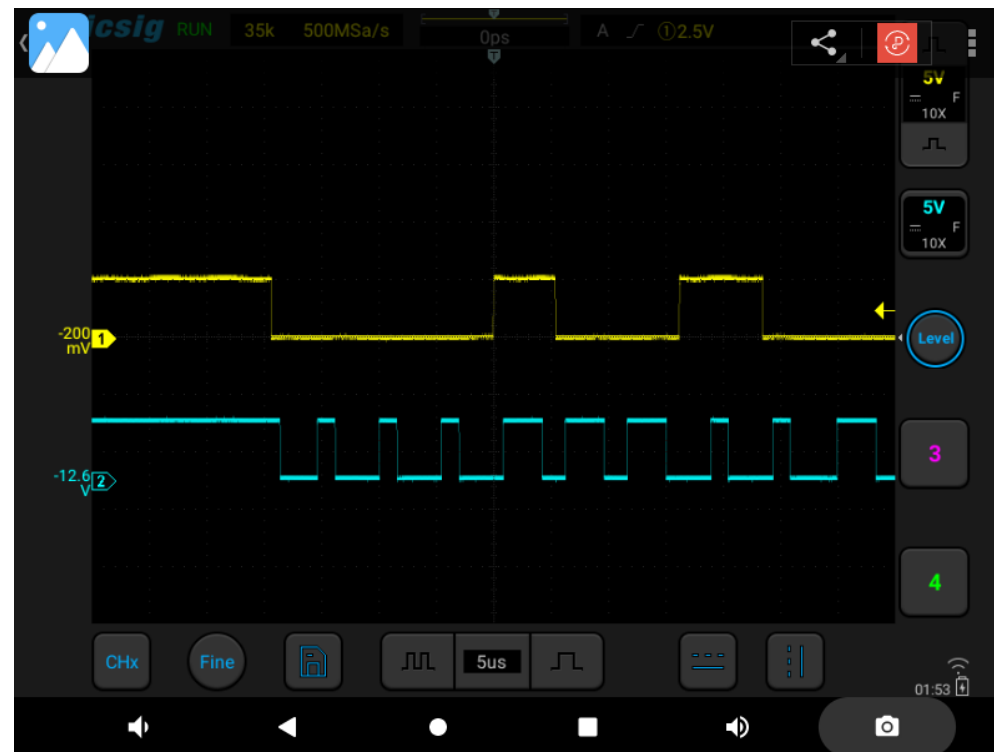 icsig RUN 35k 500MSa/s 0ps A ①2.5V
T
5V
F
10X
5V
F
10X
-200
mV
1
Level
-12.6
V
2
3
4
CHx Fine 5us
01:53